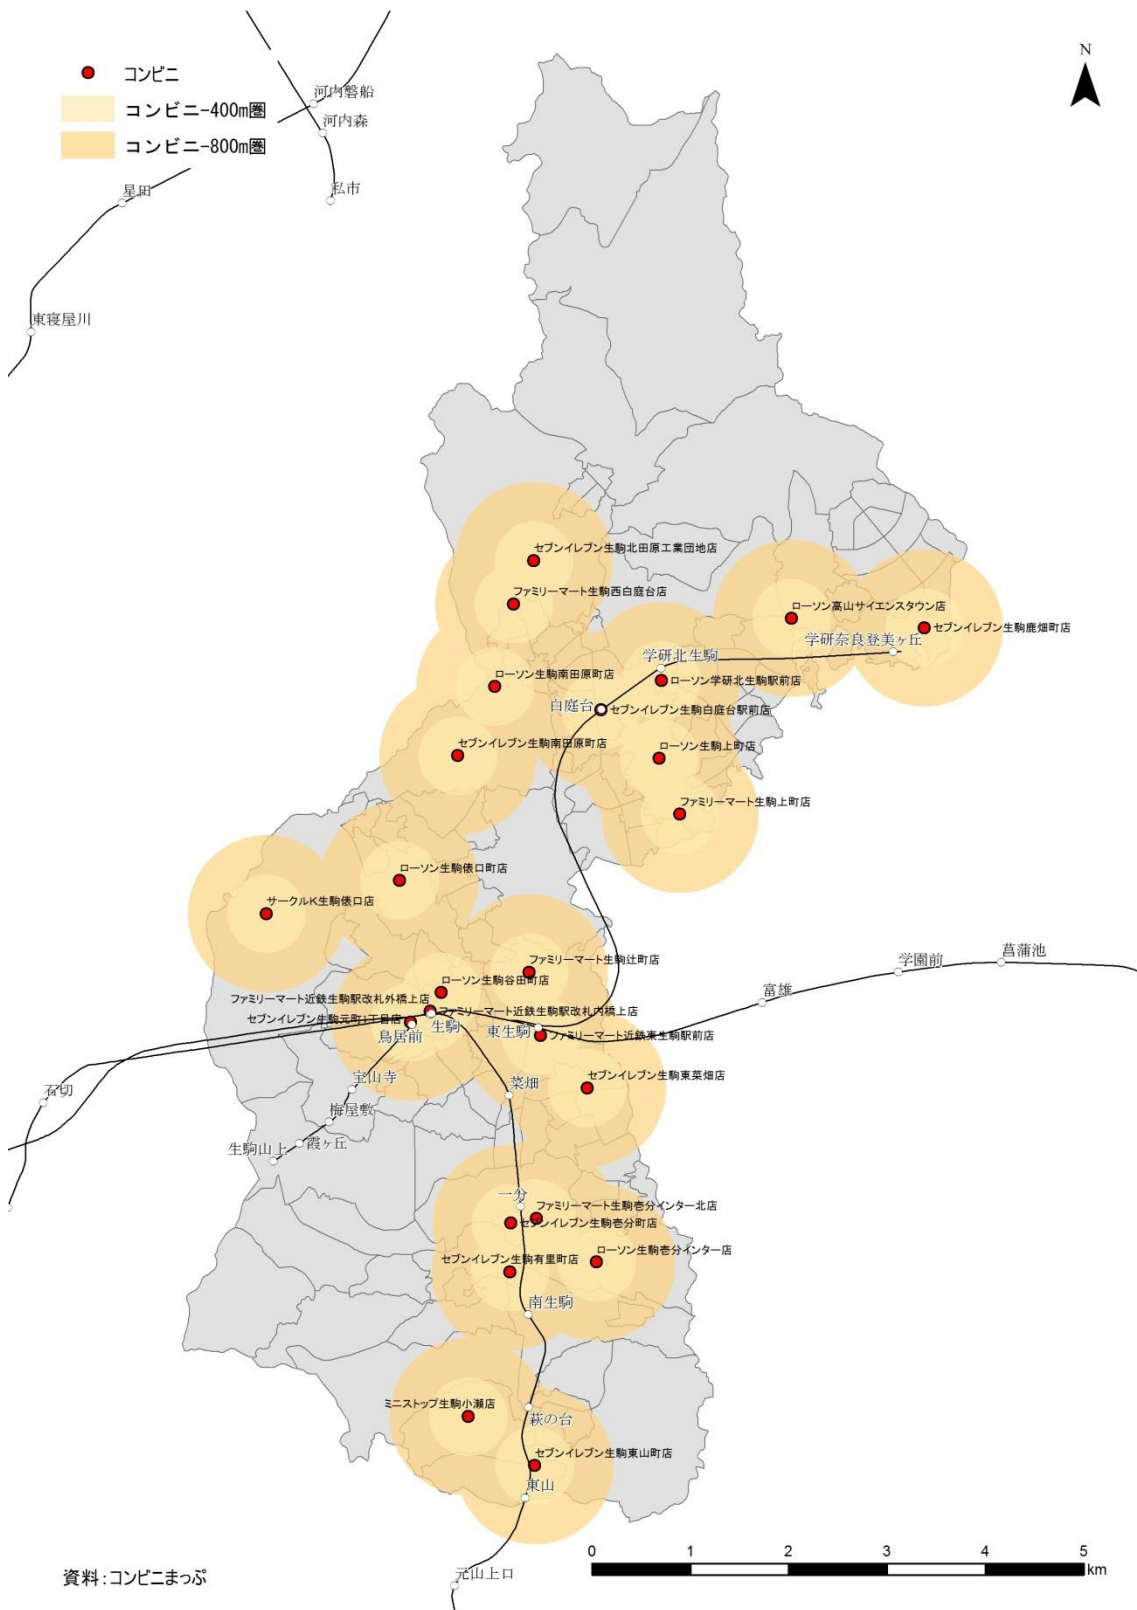 N
コンビニ
コンビニ-400m圏
コンビニ-800m圏
河内磐船
河内森
星田
私市
東寝屋川
セブンイレブン生駒北田原工業団地店
ファミリーマート生駒西白庭台店
ローソン高山サイエンスタウン店
セブンイレブン生駒鹿畑町店
学研奈良登美ヶ丘
学研北生駒
ローソン生駒南田原町店
ローソン学研北生駒駅前店
白庭台
セブンイレブン生駒白庭台駅前店
セブンイレブン生駒南田原町店
ローソン生駒上町店
ファミリーマート生駒上町店
ローソン生駒俵口町店
サークルK生駒俵口店
菖蒲池
学園前
ファミリーマート生駒辻町店
ローソン生駒谷田町店
富雄
ファミリーマート近鉄生駒駅改札外橋上店
ファミリーマート近鉄生駒駅改札内橋上店
セブンイレブン生駒元町1丁目店
生駒
東生駒
鳥居前
ファミリーマート近鉄東生駒駅前店
宝山寺
セブンイレブン生駒東菜畑店
石切
菜畑
梅屋敷
霞ヶ丘
生駒山上
一分
ファミリーマート生駒壱分インター北店
セブンイレブン生駒壱分町店
セブンイレブン生駒有里町店
ローソン生駒壱分インター店
南生駒
ミニストップ生駒小瀬店
萩の台
セブンイレブン生駒東山町店
東山
元山上口
資料:コンビニまっぷ
0 1 2 3 4 5
km